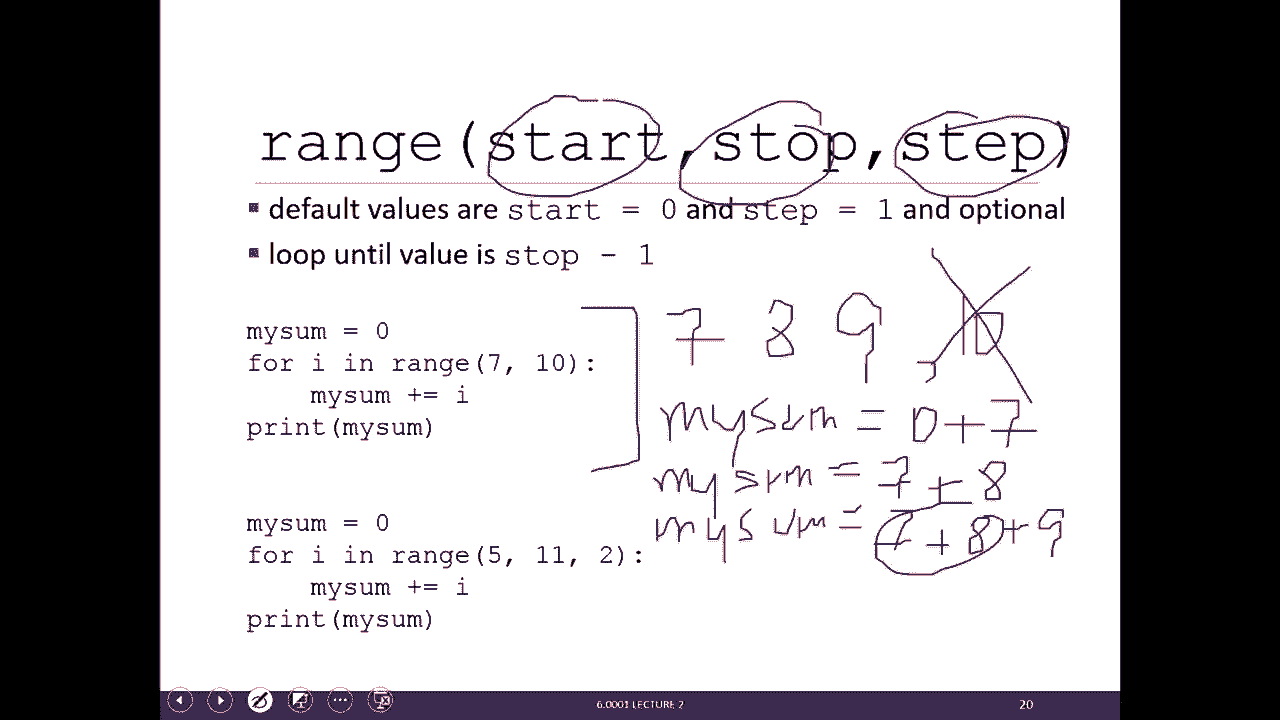 range(start,stop,step)
default values are start = 0 and step = 1 and optional
loop until value is stop - 1
7 8 9 10
mysum = 0
for i in range(7, 10):
mysum += i
print(mysum)
mysum = 0+7
mysum = 7+8
mysum = 7+8+9
mysum = 0
for i in range(5, 11, 2):
mysum += i
print(mysum)
6.0001 LECTURE 2
20